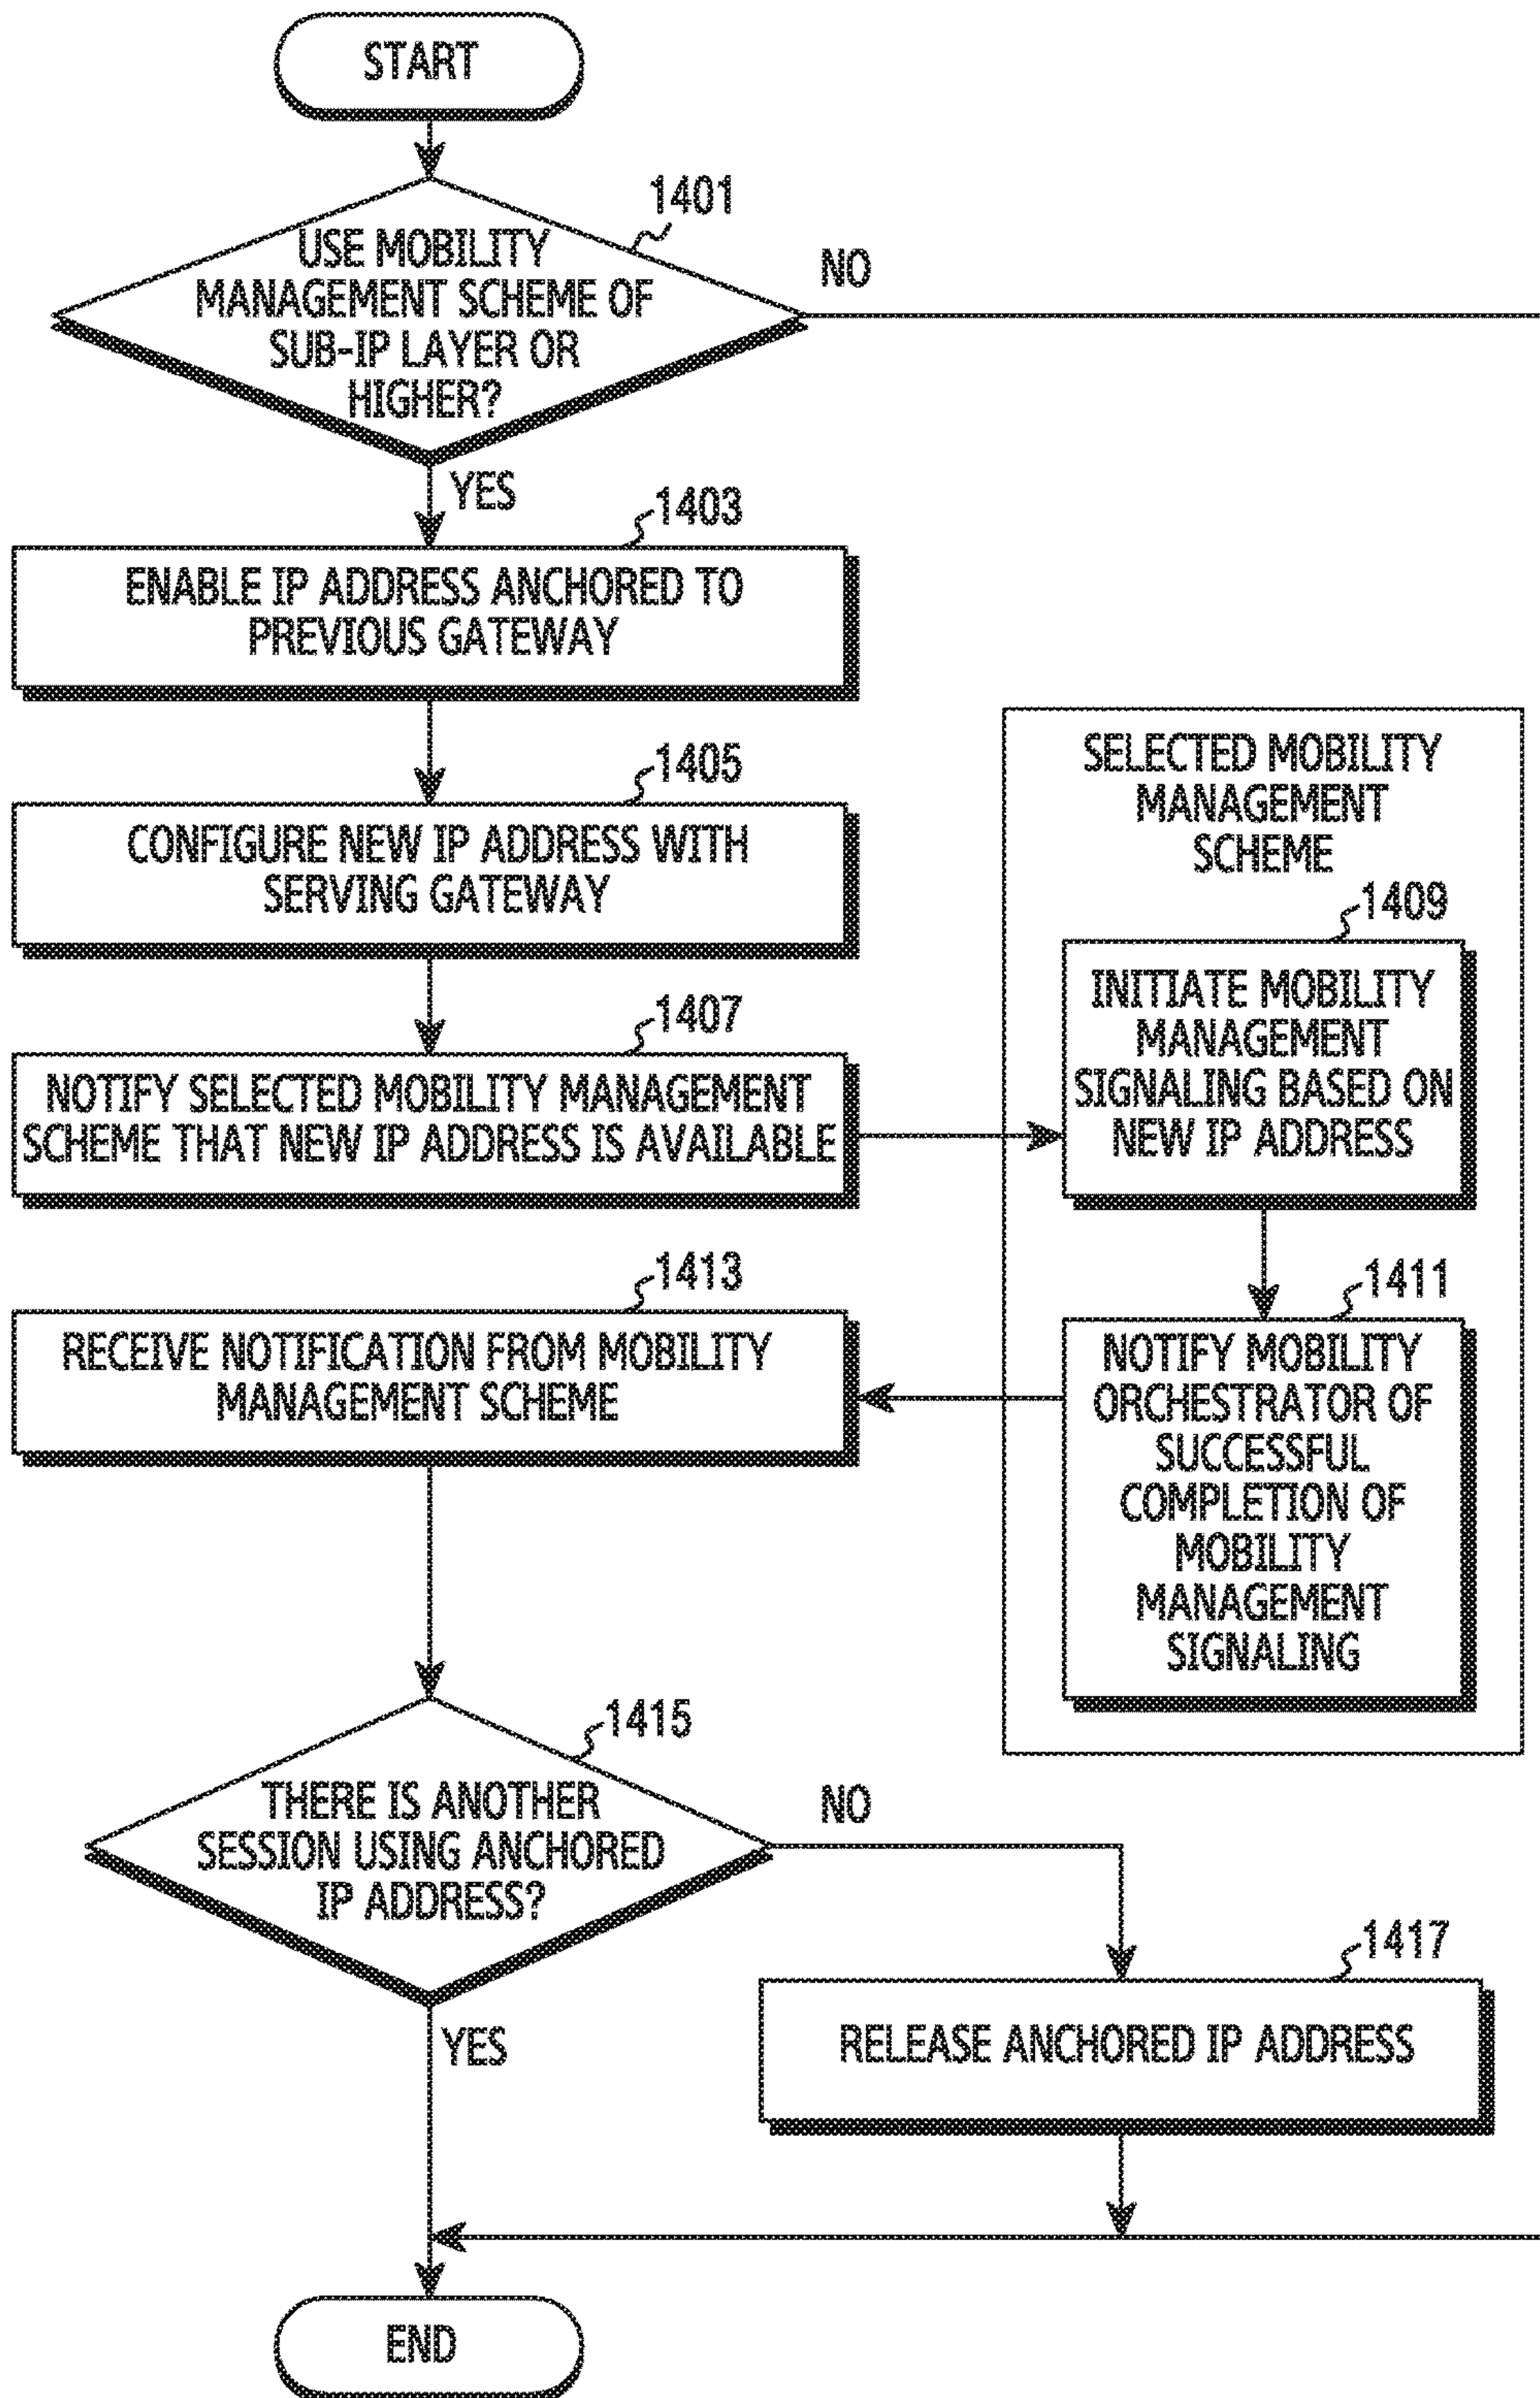 START
1401
USE MOBILITY
MANAGEMENT SCHEME OF
SUB-IP LAYER OR
HIGHER?
NO
YES
1403
ENABLE IP ADDRESS ANCHORED TO
PREVIOUS GATEWAY
1405
CONFIGURE NEW IP ADDRESS WITH
SERVING GATEWAY
1407
NOTIFY SELECTED MOBILITY MANAGEMENT
SCHEME THAT NEW IP ADDRESS IS AVAILABLE
SELECTED MOBILITY
MANAGEMENT
SCHEME
1409
INITIATE MOBILITY
MANAGEMENT
SIGNALING BASED ON
NEW IP ADDRESS
1411
NOTIFY MOBILITY
ORCHESTRATOR OF
SUCCESSFUL
COMPLETION OF
MOBILITY
MANAGEMENT
SIGNALING
1413
RECEIVE NOTIFICATION FROM MOBILITY
MANAGEMENT SCHEME
1415
THERE IS ANOTHER
SESSION USING ANCHORED
IP ADDRESS?
NO
YES
1417
RELEASE ANCHORED IP ADDRESS
END